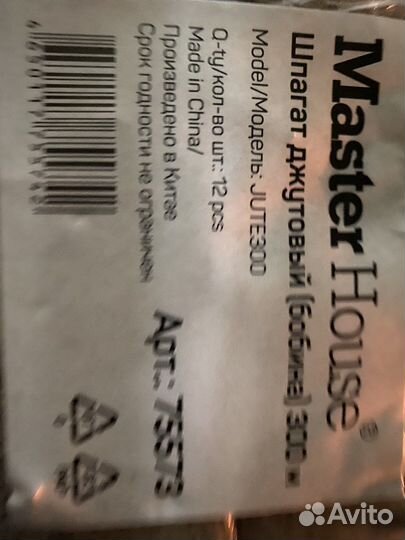 Master House®
Шпагат джутовый (бобина) 300 м
Model/Модель: JUTE300
Q-ty/кол-во шт.: 12 pcs
Made in China/
Произведено в Китае
Срок годности не ограничен
Арт.: 75573
Avito